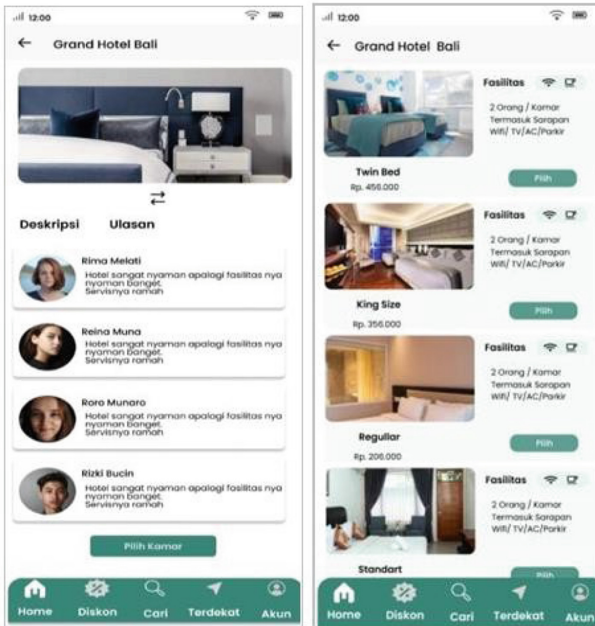 12:00
Grand Hotel Bali
Deskripsi Ulasan
Rima Melati
Hotel sangat nyaman apalagi fasilitas nya
nyaman banget.
Servisnya ramah
Reina Muna
Hotel sangat nyaman apalagi fasilitas nya
nyaman banget.
Servisnya ramah
Roro Munaro
Hotel sangat nyaman apalagi fasilitas nya
nyaman banget.
Servisnya ramah
Rizki Bucin
Hotel sangat nyaman apalagi fasilitas nya
nyaman banget.
Servisnya ramah
Pilih Kamar
Home Diskon Cari Terdekat Akun
12:00
Grand Hotel Bali
Fasilitas
2 Orang / Kamar
Termasuk Sarapan
Wifi/ TV/AC/Parkir
Twin Bed
Rp. 456.000
Pilih
Fasilitas
2 Orang / Kamar
Termasuk Sarapan
Wifi/ TV/AC/Parkir
King Size
Rp. 356.000
Pilih
Fasilitas
2 Orang / Kamar
Termasuk Sarapan
Wifi/ TV/AC/Parkir
Regullar
Rp. 206.000
Pilih
Fasilitas
2 Orang / Kamar
Termasuk Sarapan
Wifi/ TV/AC/Parkir
Standart
Pilih
Home Diskon Cari Terdekat Akun